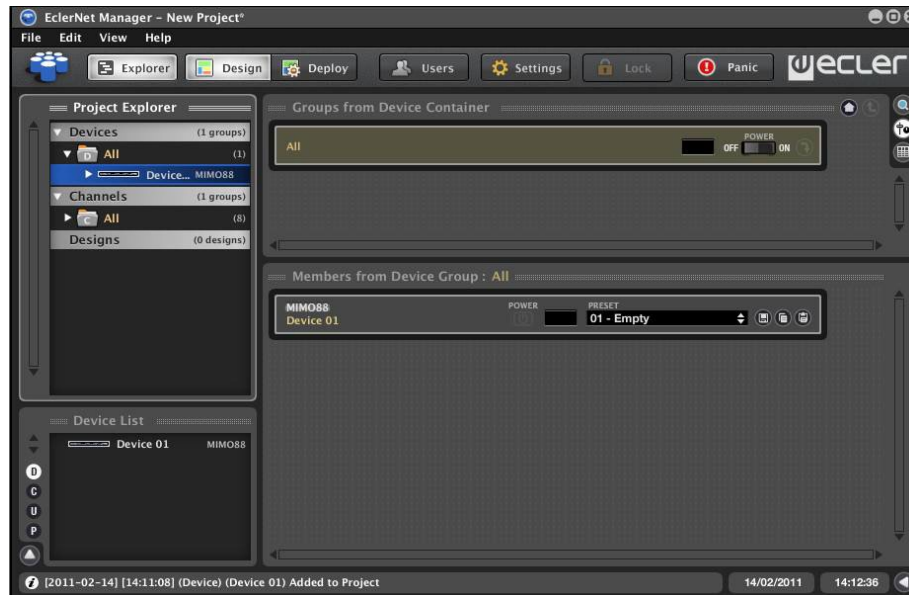 EclerNet Manager – New Project*
File Edit View Help
Explorer Design Deploy Users Settings Lock Panic ecler
Project Explorer
Devices (1 groups)
D All (1)
Device... MIMO88
Channels (1 groups)
C All (8)
Designs (0 designs)
Groups from Device Container
All POWER OFF ON
Members from Device Group : All
MIMO88 POWER PRESET
Device 01 01 - Empty
Device List
Device 01 MIMO88
D
C
U
P
[2011-02-14] [14:11:08] (Device) (Device 01) Added to Project 14/02/2011 14:12:36